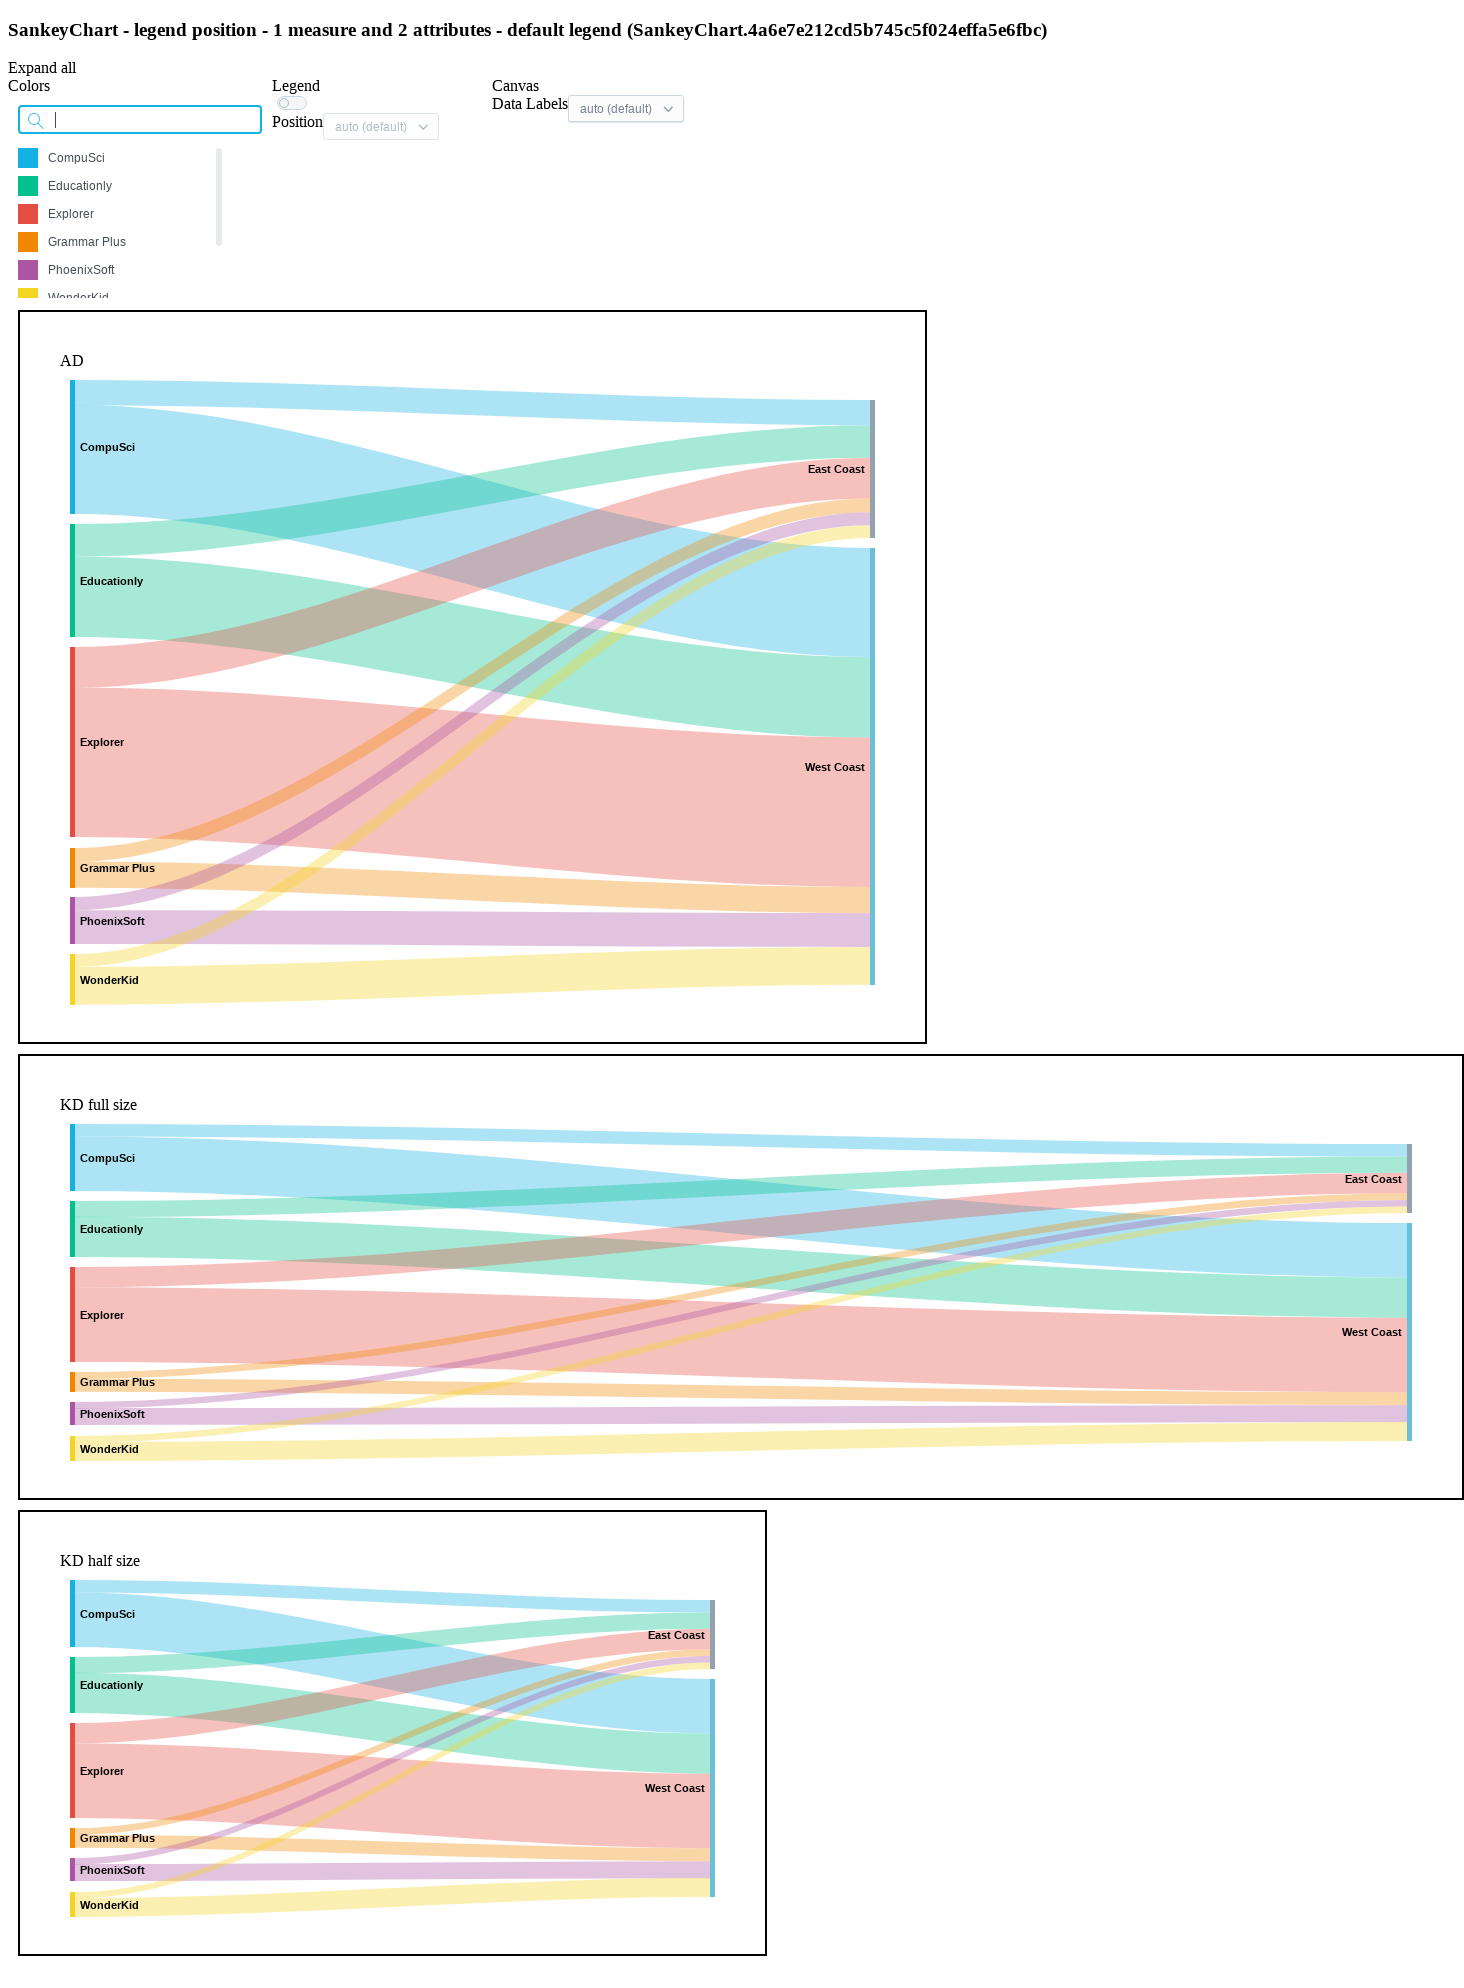 SankeyChart - legend position - 1 measure and 2 attributes - default legend (SankeyChart.4a6e7e212cd5b745c5f024effa5e6fbc)
Expand all
Colors
Legend
Canvas
Data Labels auto (default)
Position auto (default)
CompuSci
Educationly
Explorer
Grammar Plus
PhoenixSoft
WonderKid
AD
CompuSci
East Coast
Educationly
Explorer
West Coast
Grammar Plus
PhoenixSoft
WonderKid
KD full size
CompuSci
East Coast
Educationly
Explorer
West Coast
Grammar Plus
PhoenixSoft
WonderKid
KD half size
CompuSci
East Coast
Educationly
Explorer
West Coast
Grammar Plus
PhoenixSoft
WonderKid